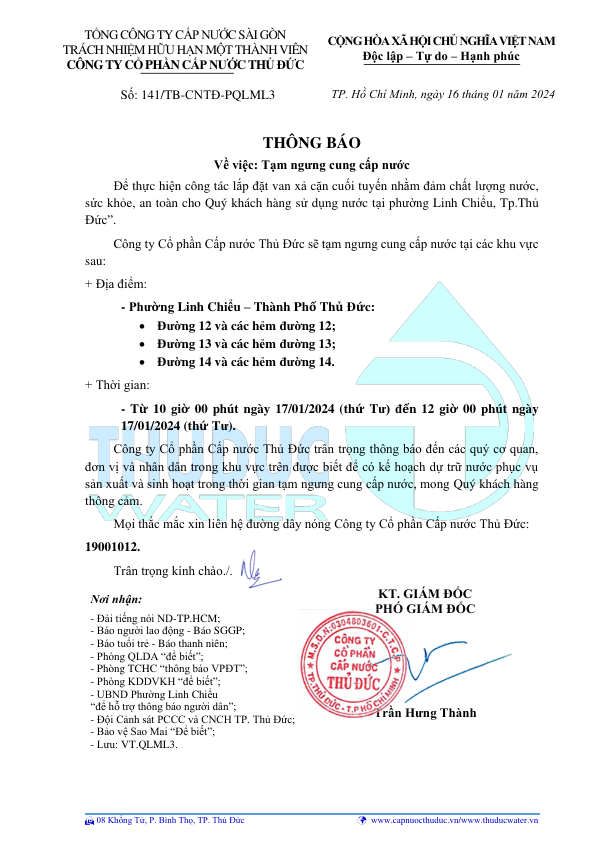 TỔNG CÔNG TY CẤP NƯỚC SÀI GÒN
TRÁCH NHIỆM HỮU HẠN MỘT THÀNH VIÊN
CÔNG TY CỔ PHẦN CẤP NƯỚC THỦ ĐỨC
CỘNG HÒA XÃ HỘI CHỦ NGHĨA VIỆT NAM
Độc lập – Tự do – Hạnh phúc
Số: 141/TB-CNTĐ-PQLML3
TP. Hồ Chí Minh, ngày 16 tháng 01 năm 2024
THÔNG BÁO
Về việc: Tạm ngưng cung cấp nước
Để thực hiện công tác lắp đặt van xả cặn cuối tuyến nhằm đảm chất lượng nước,
sức khỏe, an toàn cho Quý khách hàng sử dụng nước tại phường Linh Chiểu, Tp.Thủ
Đức”.
Công ty Cổ phần Cấp nước Thủ Đức sẽ tạm ngưng cung cấp nước tại các khu vực
sau:
+ Địa điểm:
- Phường Linh Chiểu – Thành Phố Thủ Đức:
• Đường 12 và các hẻm đường 12;
• Đường 13 và các hẻm đường 13;
• Đường 14 và các hẻm đường 14.
+ Thời gian:
- Từ 10 giờ 00 phút ngày 17/01/2024 (thứ Tư) đến 12 giờ 00 phút ngày
17/01/2024 (thứ Tư).
Công ty Cổ phần Cấp nước Thủ Đức trân trọng thông báo đến các quý cơ quan,
đơn vị và nhân dân trong khu vực trên được biết để có kế hoạch dự trữ nước phục vụ
sản xuất và sinh hoạt trong thời gian tạm ngưng cung cấp nước, mong Quý khách hàng
thông cảm.
THUDUC
WATER
Mọi thắc mắc xin liên hệ đường dây nóng Công ty Cổ phần Cấp nước Thủ Đức:
19001012.
Trân trọng kính chào./.
Nơi nhận:
- Đài tiếng nói ND-TP.HCM;
- Báo người lao động - Báo SGGP;
- Báo tuổi trẻ - Báo thanh niên;
- Phòng QLDA “để biết”;
- Phòng TCHC “thông báo VPĐT”;
- Phòng KDDVKH “để biết”;
- UBND Phường Linh Chiểu
“để hỗ trợ thông báo người dân”;
- Đội Cảnh sát PCCC và CNCH TP. Thủ Đức;
- Bảo vệ Sao Mai “Để biết”;
- Lưu: VT.QLML3.
KT. GIÁM ĐỐC
PHÓ GIÁM ĐỐC
M.S.D.N:0304803601-C.T.C.P
CÔNG TY
CỔ PHẦN
CẤP NƯỚC
THỦ ĐỨC
TP.THỦ ĐỨC - T.P HỒ CHÍ MINH
Trần Hưng Thành
08 Khổng Tử, P. Bình Thọ, TP. Thủ Đức
www.capnuocthuduc.vn/www.thuducwater.vn